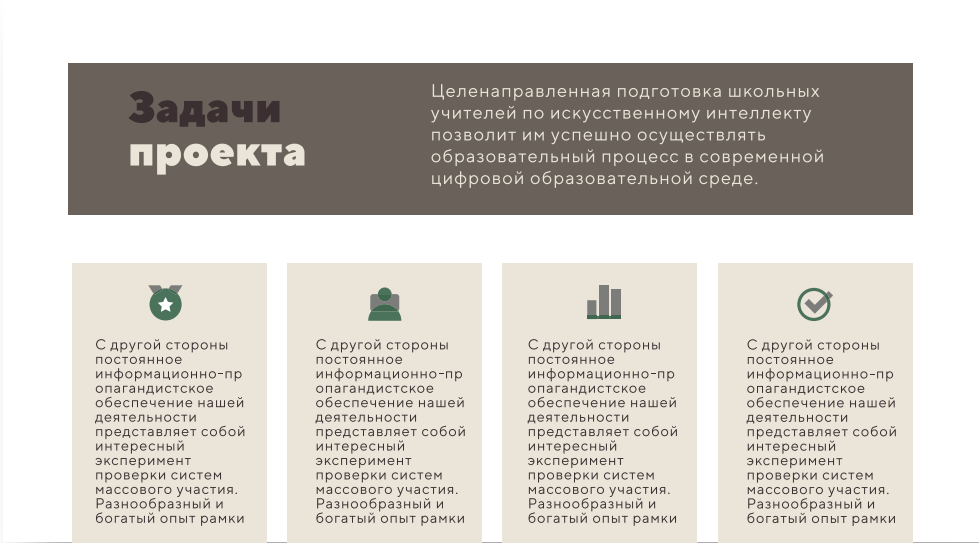 Задачи
проекта
Целенаправленная подготовка школьных
учителей по искусственному интеллекту
позволит им успешно осуществлять
образовательный процесс в современной
цифровой образовательной среде.
С другой стороны
постоянное
информационно-пр
опагандистское
обеспечение нашей
деятельности
представляет собой
интересный
эксперимент
проверки систем
массового участия.
Разнообразный и
богатый опыт рамки
С другой стороны
постоянное
информационно-пр
опагандистское
обеспечение нашей
деятельности
представляет собой
интересный
эксперимент
проверки систем
массового участия.
Разнообразный и
богатый опыт рамки
С другой стороны
постоянное
информационно-пр
опагандистское
обеспечение нашей
деятельности
представляет собой
интересный
эксперимент
проверки систем
массового участия.
Разнообразный и
богатый опыт рамки
С другой стороны
постоянное
информационно-пр
опагандистское
обеспечение нашей
деятельности
представляет собой
интересный
эксперимент
проверки систем
массового участия.
Разнообразный и
богатый опыт рамки